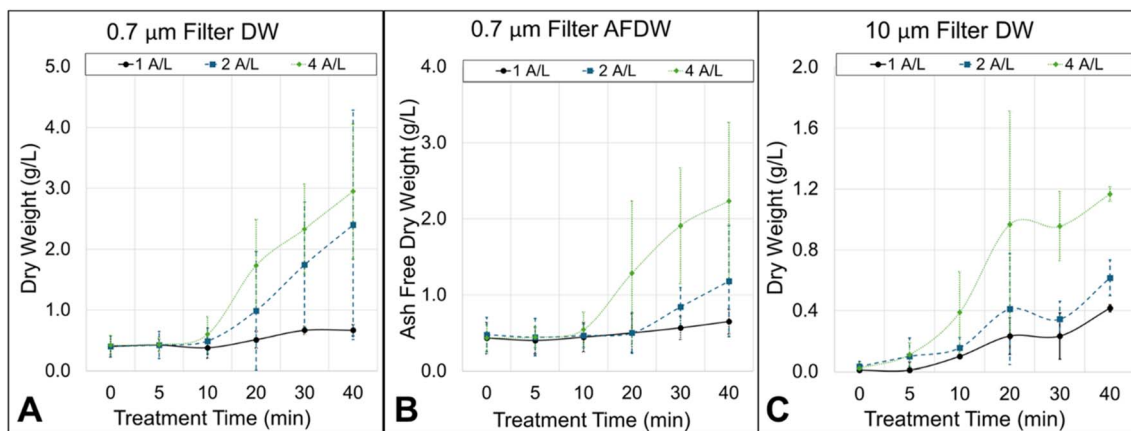 0.7 µm Filter DW
1 A/L 2 A/L 4 A/L
Dry Weight (g/L)
5.0
4.0
3.0
2.0
1.0
0.0
0 5 10 20 30 40
Treatment Time (min)
A
0.7 µm Filter AFDW
1 A/L 2 A/L 4 A/L
Ash Free Dry Weight (g/L)
4.0
3.0
2.0
1.0
0.0
0 5 10 20 30 40
Treatment Time (min)
B
10 µm Filter DW
1 A/L 2 A/L 4 A/L
Dry Weight (g/L)
2.0
1.6
1.2
0.8
0.4
0.0
0 5 10 20 30 40
Treatment Time (min)
C